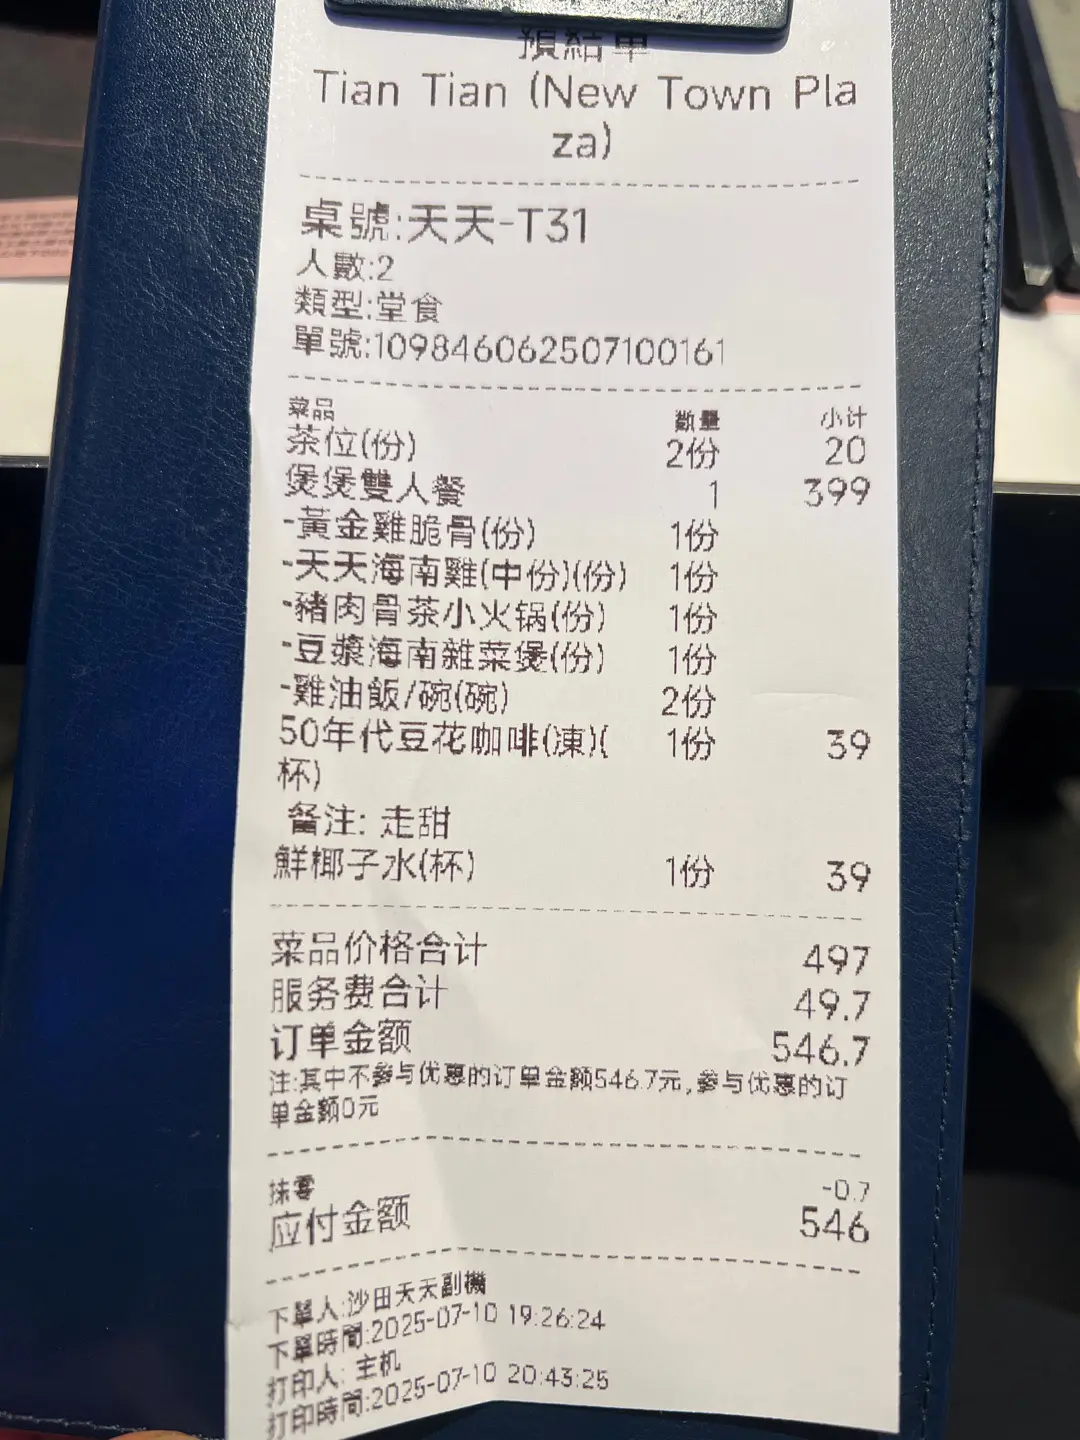 預結單
Tian Tian (New Town Pla
za)
桌號:天天-T31
人數:2
類型:堂食
單號:109846062507100161
菜品 數量 小计
茶位(份) 2份 20
煲煲雙人餐 1 399
-黃金雞脆骨(份) 1份
-天天海南雞(中份)(份) 1份
-豬肉骨茶小火锅(份) 1份
-豆漿海南雜菜煲(份) 1份
-雞油飯/碗(碗) 2份
50年代豆花咖啡(凍)( 1份 39
杯)
备注: 走甜
鮮椰子水(杯) 1份 39
菜品价格合计 497
服务费合计 49.7
订单金额 546.7
注:其中不参与优惠的订单金额546.7元,参与优惠的订
单金额0元
抹零 -0.7
应付金额 546
下單人:沙田天天副機
下單時間:2025-07-10 19:26:24
打印人: 主机
打印時間:2025-07-10 20:43:25